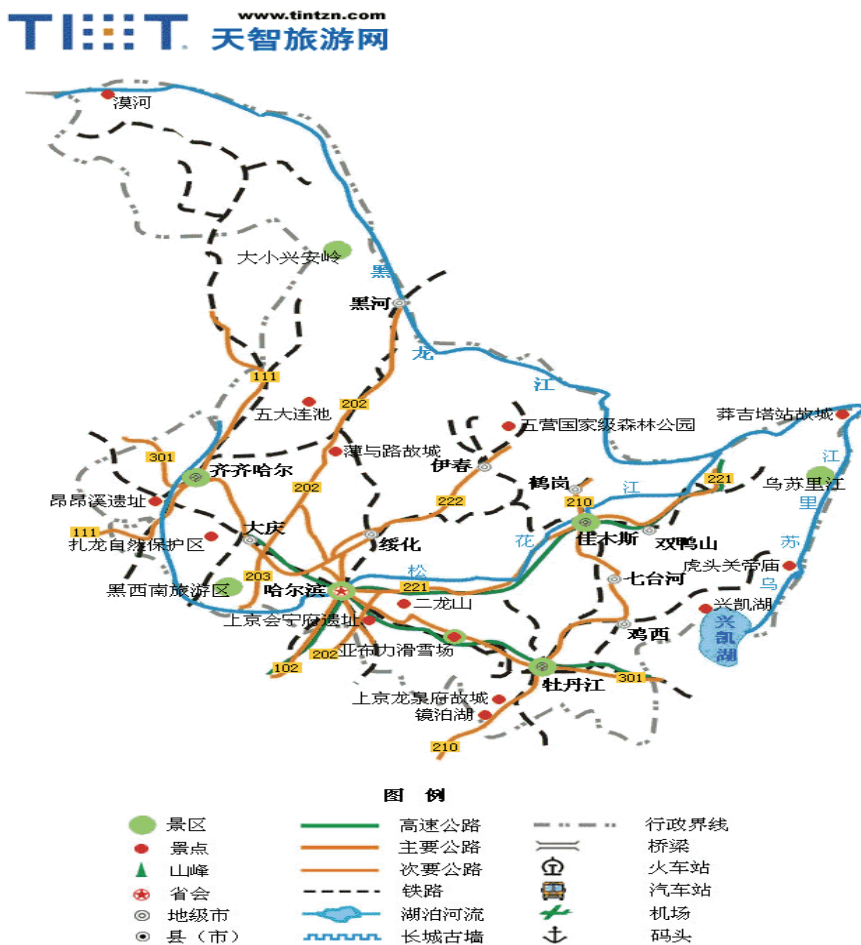 www.tintzn.com
天智旅游网
漠河
大小兴安岭
黑
黑河
龙
江
111
五大连池
202
莽吉塔站故城
五营国家级森林公园
301
薄与路故城
江
齐齐哈尔
伊春
221
乌苏里江
202
鹤岗
里
昂昂溪遗址
222
210
江
111
大庆
苏
扎龙自然保护区
绥化
花
佳木斯
双鸭山
乌
虎头关帝庙
203
松
七台河
黑西南旅游区
哈尔滨
221
二龙山
兴凯湖
上京会宁府遗址
鸡西
兴凯湖
202
亚布力滑雪场
102
牡丹江
301
上京龙泉府故城
镜泊湖
210
图 例
景区
高速公路
行政界线
景点
主要公路
桥梁
山峰
次要公路
火车站
省会
铁路
汽车站
地级市
湖泊河流
机场
县（市）
长城古墙
码头